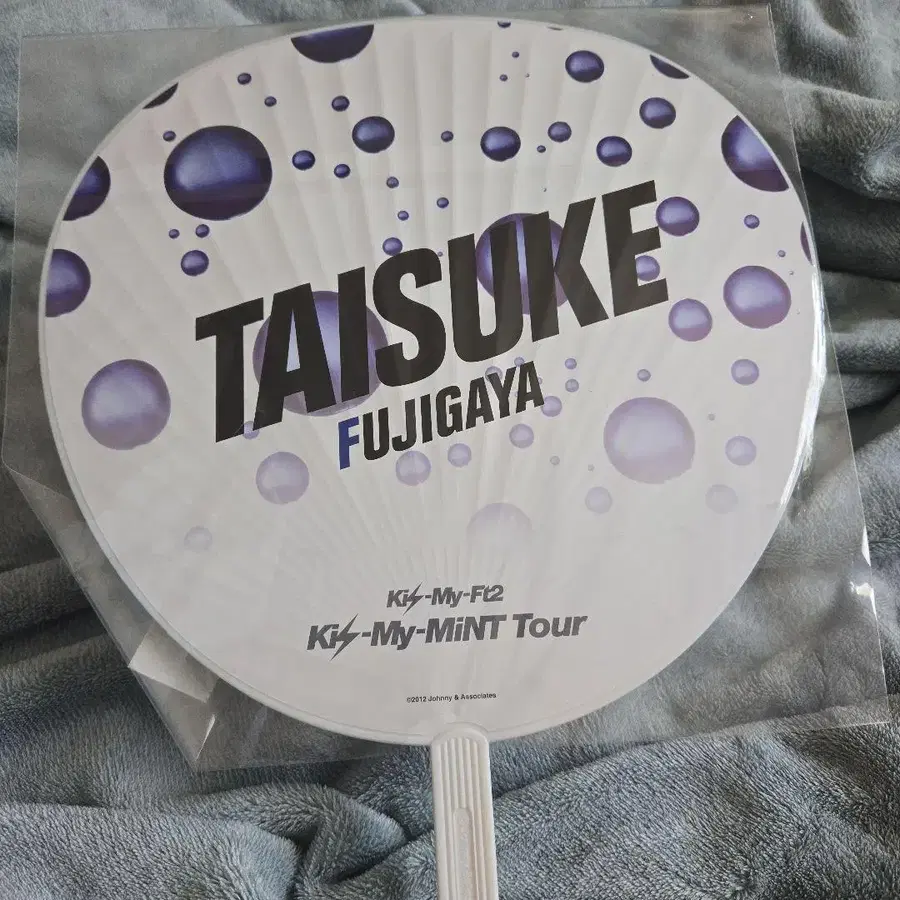 TAISUKE
FUJIGAYA
Kis-My-Ft2
Kis-My-MiNT Tour
©2012 Johnny & Associates